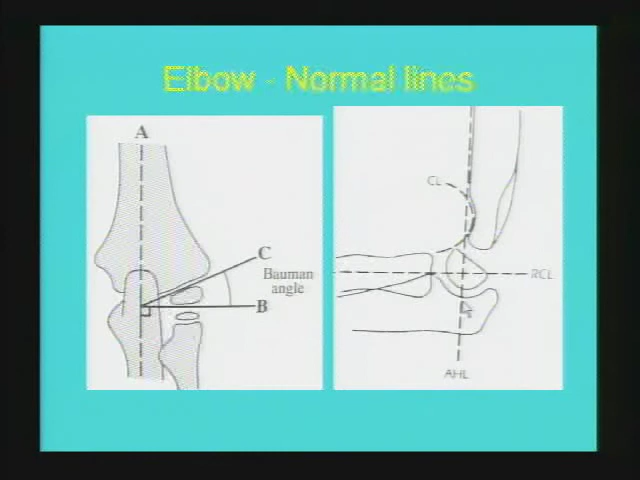 Elbow - Normal lines
A
CL
C
Bauman
angle
RCL
B
AHL